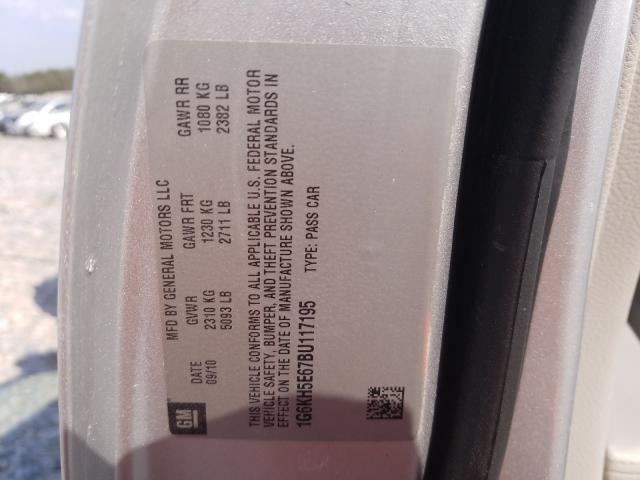 GM
MFD BY GENERAL MOTORS LLC
DATE GVWR GAWR FRT GAWR RR
09/10 2310 KG 1230 KG 1080 KG
5093 LB 2711 LB 2382 LB
THIS VEHICLE CONFORMS TO ALL APPLICABLE U.S. FEDERAL MOTOR
VEHICLE SAFETY, BUMPER, AND THEFT PREVENTION STANDARDS IN
EFFECT ON THE DATE OF MANUFACTURE SHOWN ABOVE.
1G6KH5E67BU117195 TYPE: PASS CAR